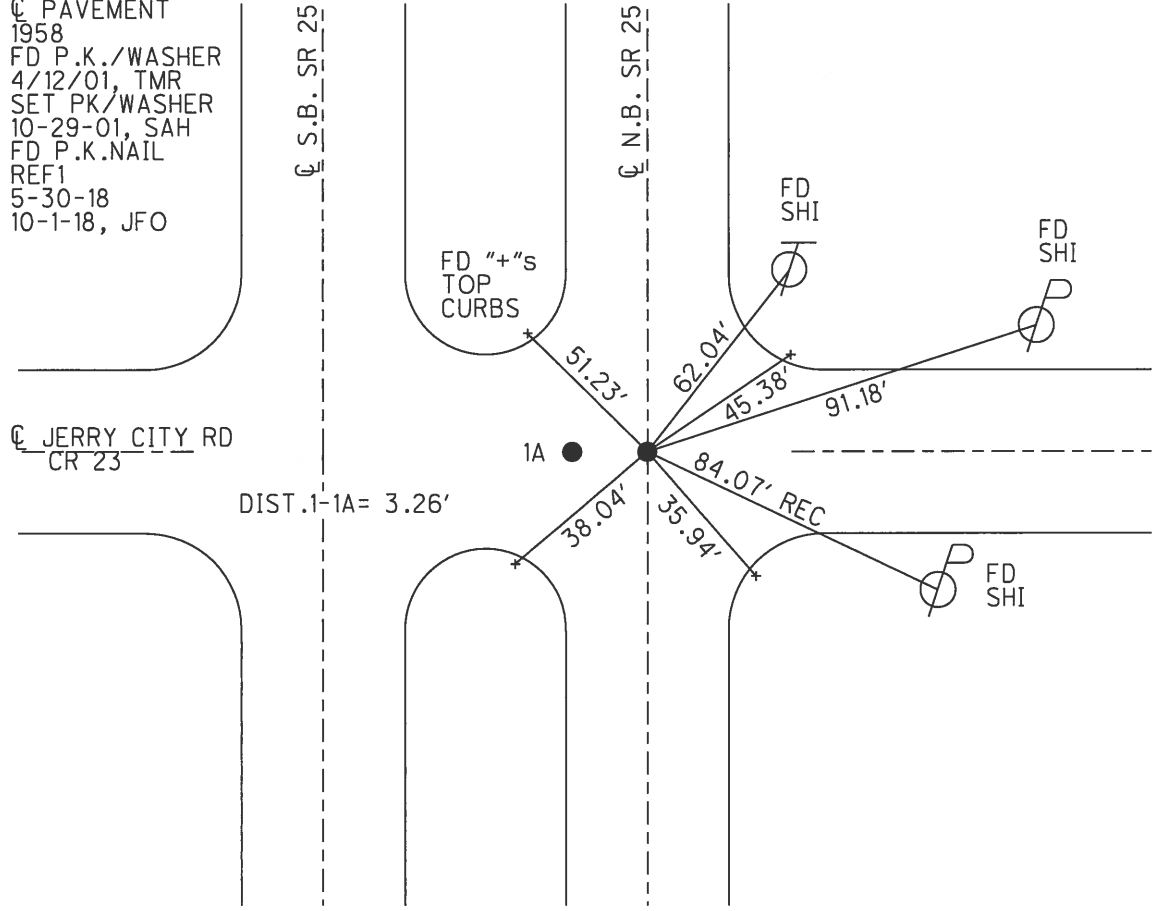 ℄ PAVEMENT
1958
FD P.K./WASHER
4/12/01, TMR
SET PK/WASHER
10-29-01, SAH
FD P.K.NAIL
REF1
5-30-18
10-1-18, JFO
℄ S.B. SR 25
℄ N.B. SR 25
FD
SHI
FD
SHI
FD "+"s
TOP
CURBS
51.23'
62.04'
45.38'
91.18'
℄ JERRY CITY RD
CR 23
1A
84.07' REC
DIST.1-1A= 3.26'
38.04'
35.94'
FD
SHI